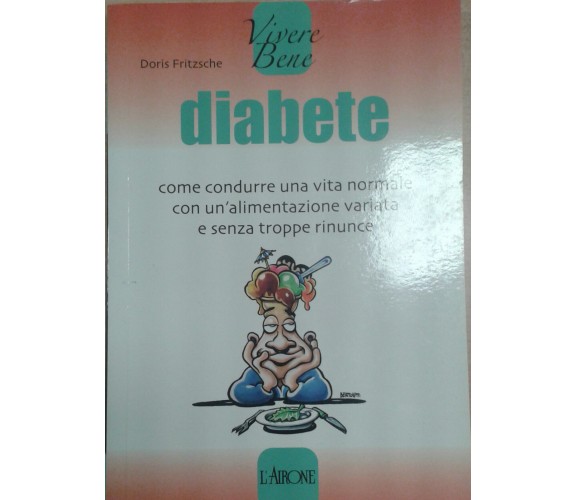 Vivere
Bene
Doris Fritzsche
diabete
come condurre una vita normale
con un'alimentazione variata
e senza troppe rinunce
L'AIRONE